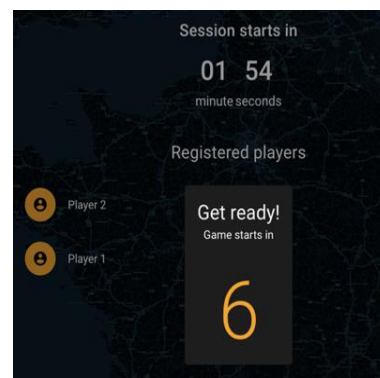 Session starts in
01 54
minute seconds
Registered players
Player 2
Get ready!
Game starts in
Player 1
6